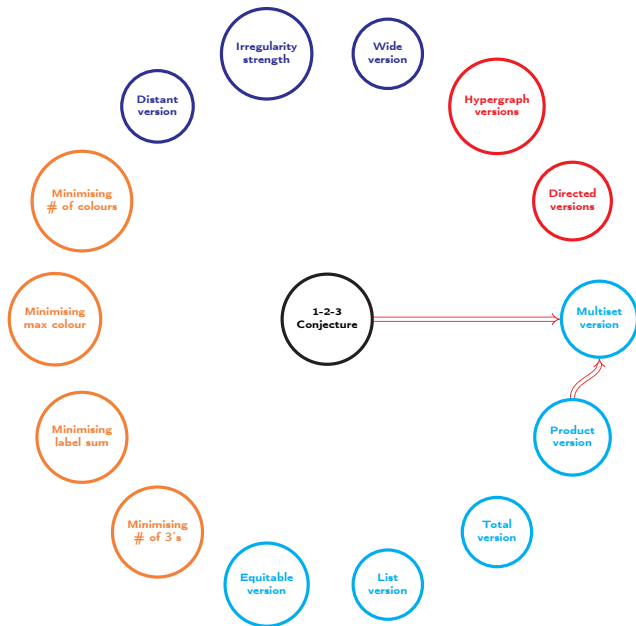 Irregularity
strength
Wide
version
Distant
version
Hypergraph
versions
Minimising
# of colours
Directed
versions
Minimising
max colour
1-2-3
Conjecture
Multiset
version
Minimising
label sum
Product
version
Minimising
# of 3's
Total
version
Equitable
version
List
version